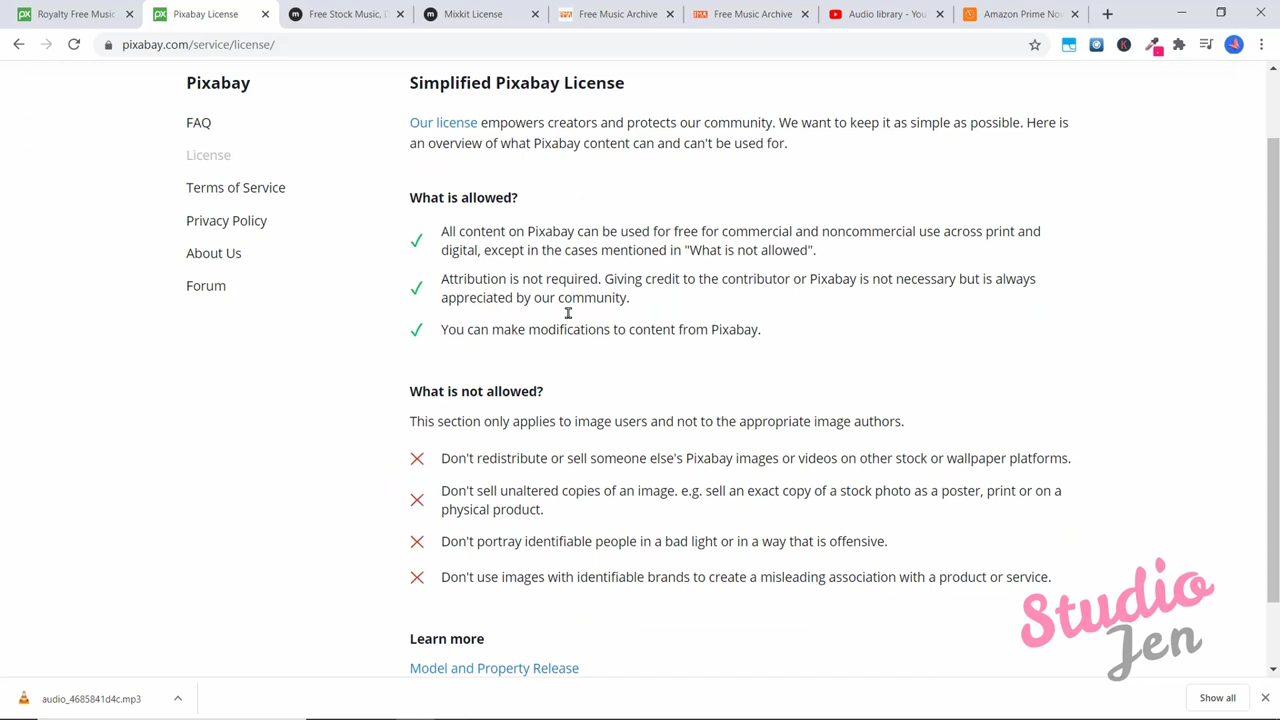 Royalty Free Music
Pixabay License
Free Stock Music, D
Mixkit License
Free Music Archive
Free Music Archive
Audio library - You
Amazon Prime No
pixabay.com/service/license/
Pixabay
FAQ
License
Terms of Service
Privacy Policy
About Us
Forum
Simplified Pixabay License
Our license empowers creators and protects our community. We want to keep it as simple as possible. Here is
an overview of what Pixabay content can and can't be used for.
What is allowed?
All content on Pixabay can be used for free for commercial and noncommercial use across print and
digital, except in the cases mentioned in "What is not allowed".
Attribution is not required. Giving credit to the contributor or Pixabay is not necessary but is always
appreciated by our community.
You can make modifications to content from Pixabay.
What is not allowed?
This section only applies to image users and not to the appropriate image authors.
Don't redistribute or sell someone else's Pixabay images or videos on other stock or wallpaper platforms.
Don't sell unaltered copies of an image. e.g. sell an exact copy of a stock photo as a poster, print or on a
physical product.
Don't portray identifiable people in a bad light or in a way that is offensive.
Don't use images with identifiable brands to create a misleading association with a product or service.
Learn more
Model and Property Release
Studio
Jen
audio_4685841d4c.mp3
Show all